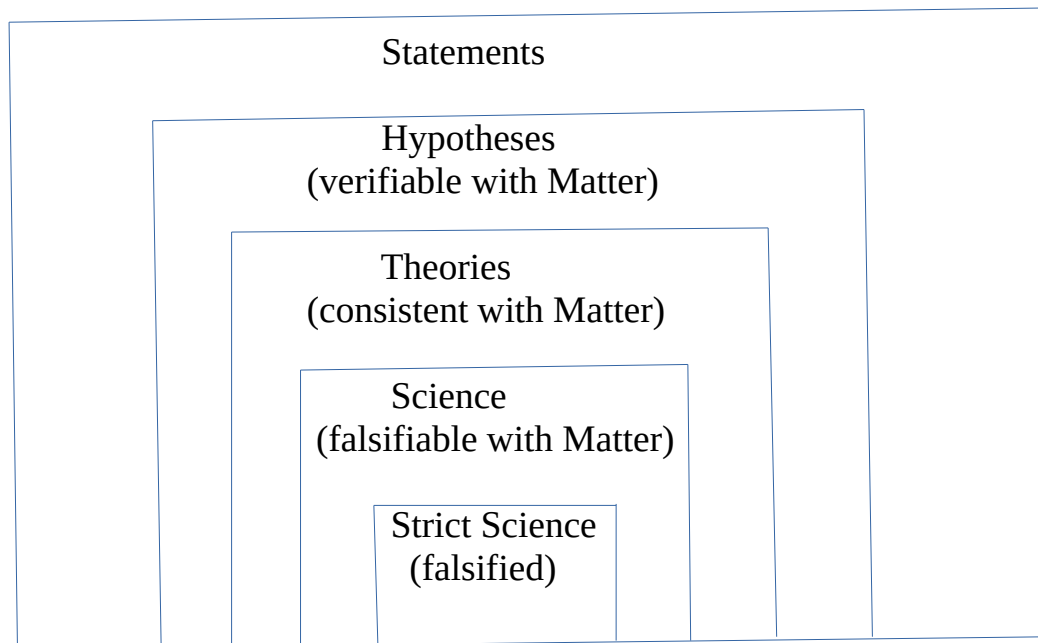 Statements
Hypotheses
(verifiable with Matter)
Theories
(consistent with Matter)
Science
(falsifiable with Matter)
Strict Science
(falsified)